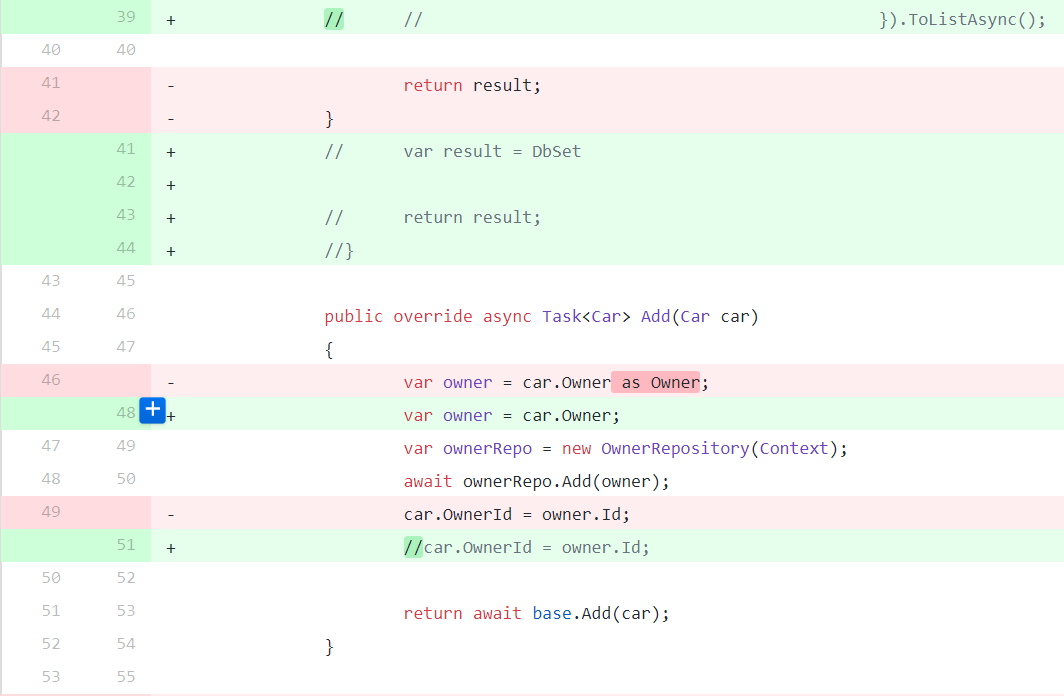 39 + // // }).ToListAsync();
40 40
41 - return result;
42 - }
41 + // var result = DbSet
42 +
43 + // return result;
44 + //}
43 45
44 46 public override async Task<Car> Add(Car car)
45 47 {
46 - var owner = car.Owner as Owner;
48 + + var owner = car.Owner;
47 49 var ownerRepo = new OwnerRepository(Context);
48 50 await ownerRepo.Add(owner);
49 - car.OwnerId = owner.Id;
51 + //car.OwnerId = owner.Id;
50 52
51 53 return await base.Add(car);
52 54 }
53 55